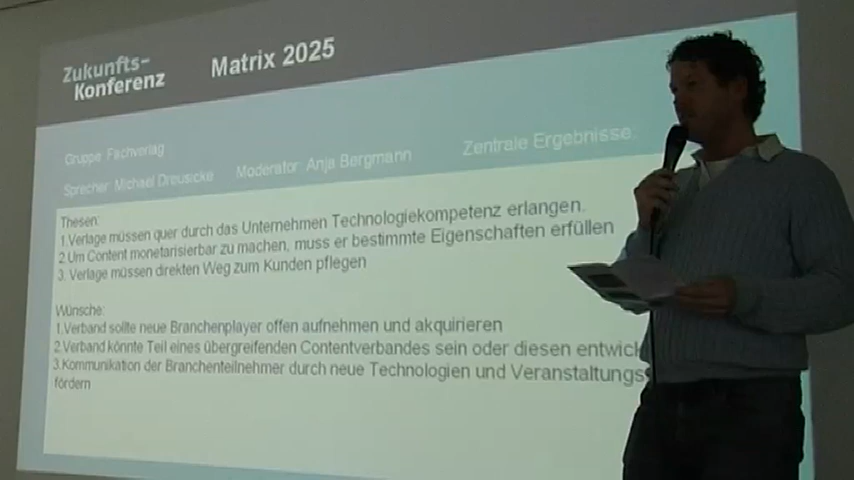 Zukunfts-
Konferenz
Matrix 2025
Gruppe Fachverlag
Sprecher Michael Dreusicke Moderator Anja Bergmann Zentrale Ergebnisse
Thesen:
1.Verlage müssen quer durch das Unternehmen Technologiekompetenz erlangen.
2.Um Content monetarisierbar zu machen, muss er bestimmte Eigenschaften erfüllen
3. Verlage müssen direkten Weg zum Kunden pflegen
Wünsche:
1.Verband sollte neue Branchenplayer offen aufnehmen und akquirieren
2.Verband könnte Teil eines übergreifenden Contentverbandes sein oder diesen entwick
3.Kommunikation der Branchenteilnehmer durch neue Technologien und Veranstaltungs
fördern